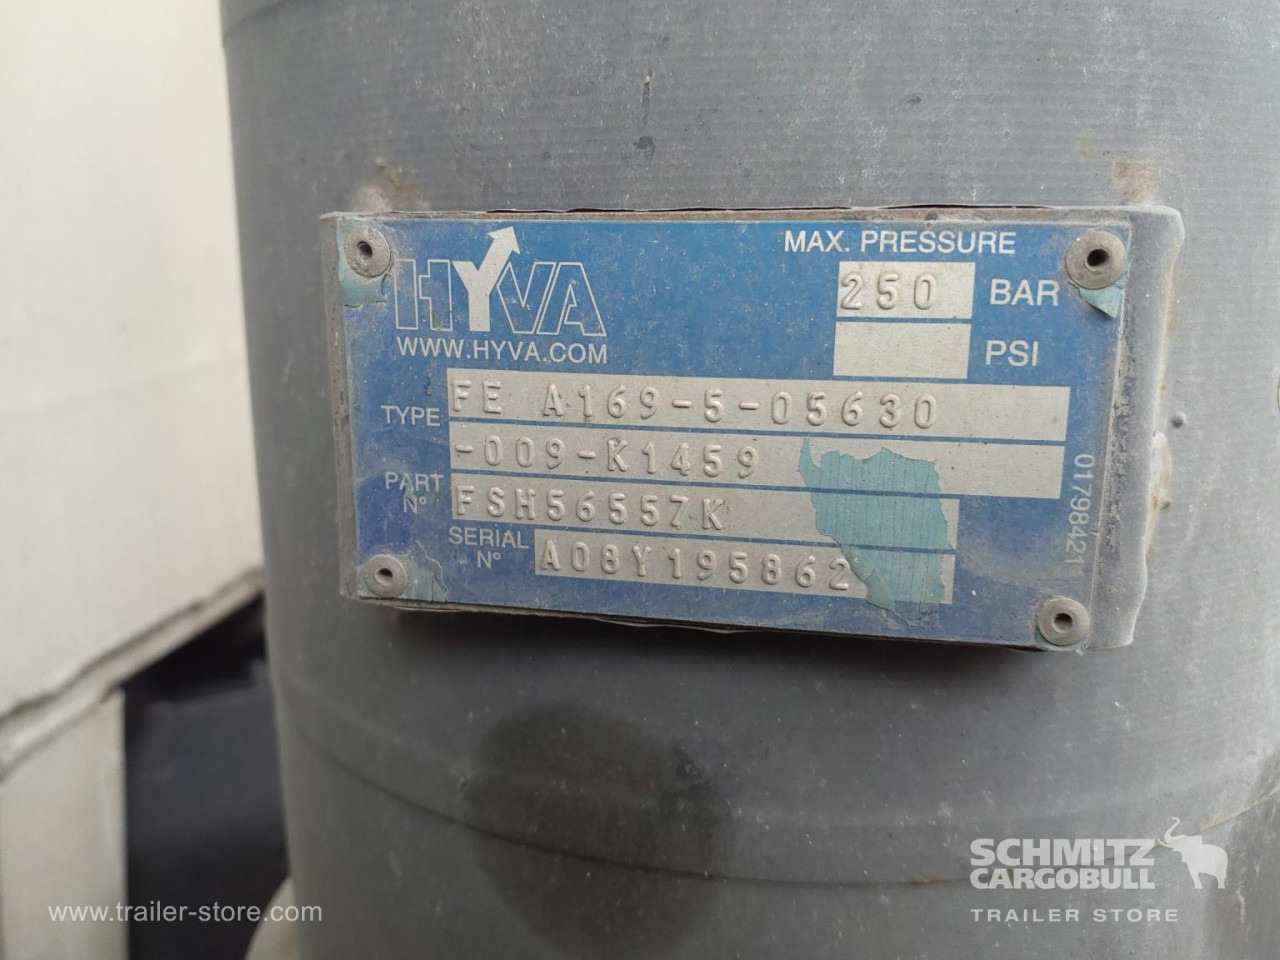 HYVA
WWW.HYVA.COM
MAX. PRESSURE
250 BAR
PSI
TYPE FE A169-5-05630
-009-K1459
PART N° FSH56557K
SERIAL N° A08Y195862
01798421
SCHMITZ
CARGOBULL
TRAILER STORE
www.trailer-store.com